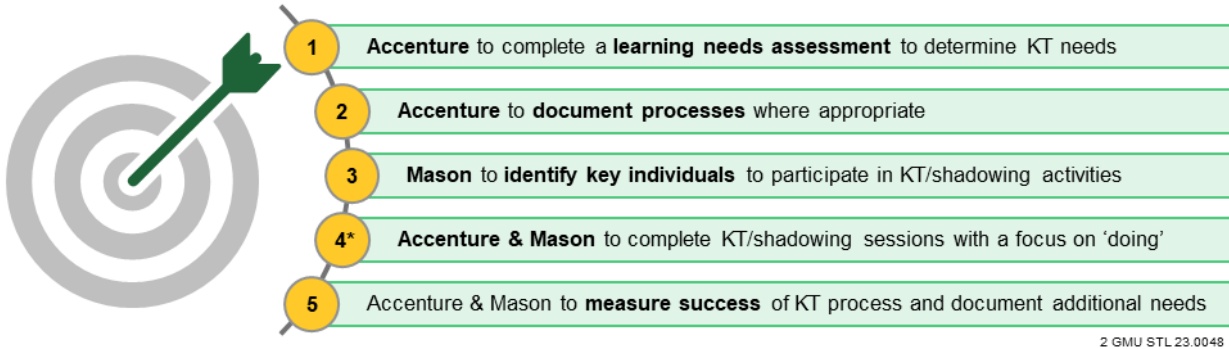 1 Accenture to complete a learning needs assessment to determine KT needs
2 Accenture to document processes where appropriate
3 Mason to identify key individuals to participate in KT/shadowing activities
4* Accenture & Mason to complete KT/shadowing sessions with a focus on ‘doing’
5 Accenture & Mason to measure success of KT process and document additional needs
2 GMU STL 23.0048